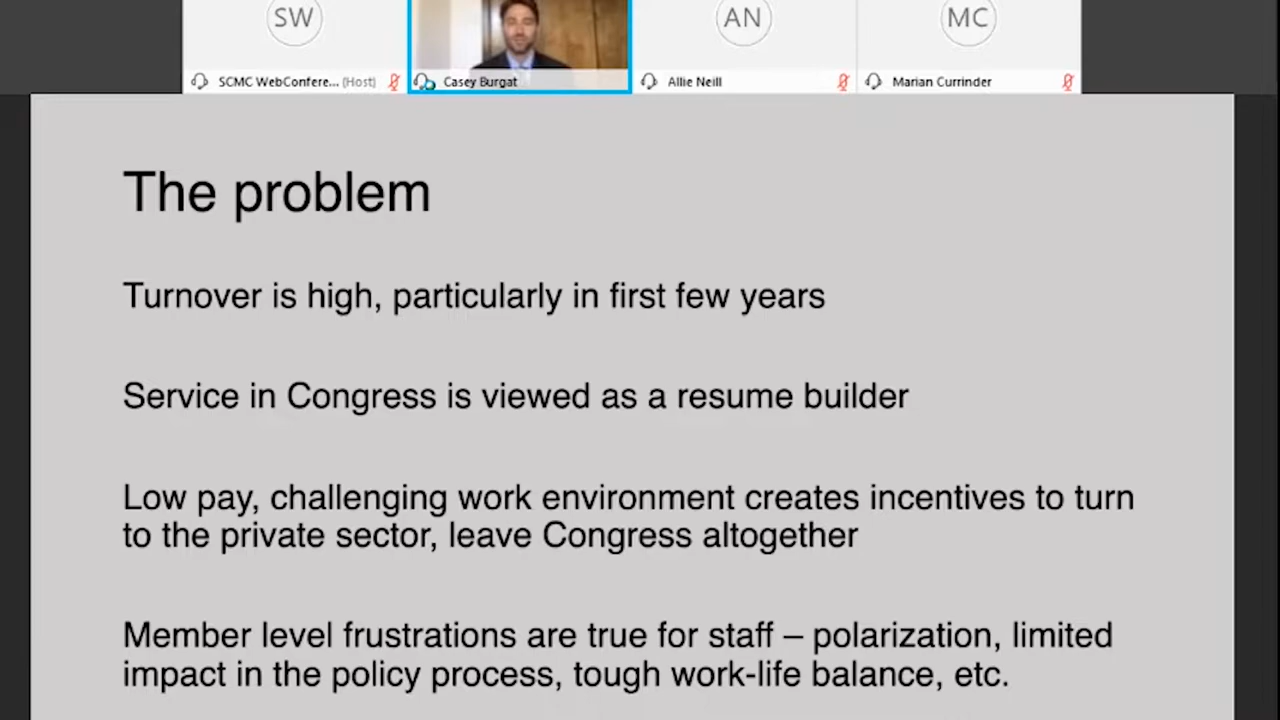 SW
AN
MC
SCMC WebConfere... (Host)
Casey Burgat
Allie Neill
Marian Currinder
The problem
Turnover is high, particularly in first few years
Service in Congress is viewed as a resume builder
Low pay, challenging work environment creates incentives to turn
to the private sector, leave Congress altogether
Member level frustrations are true for staff – polarization, limited
impact in the policy process, tough work-life balance, etc.